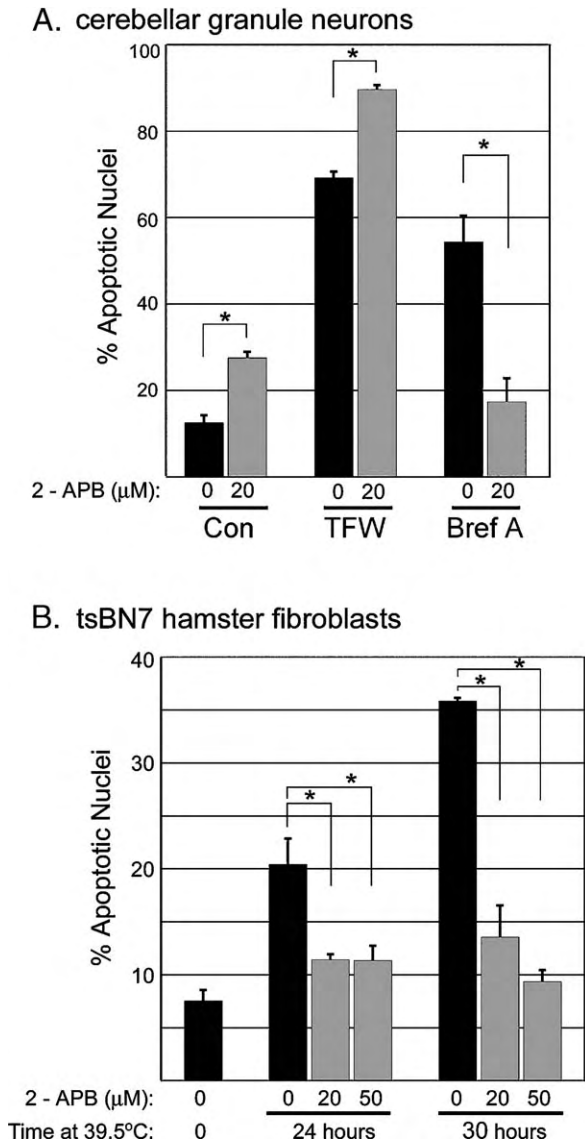 A. cerebellar granule neurons
100
80
60
40
20
% Apoptotic Nuclei
*
*
*
2 - APB (μM): 0 20 0 20 0 20
Con TFW Bref A
B. tsBN7 hamster fibroblasts
40
30
20
10
% Apoptotic Nuclei
*
*
*
*
2 - APB (μM): 0 0 20 50 0 20 50
Time at 39.5ºC: 0 24 hours 30 hours